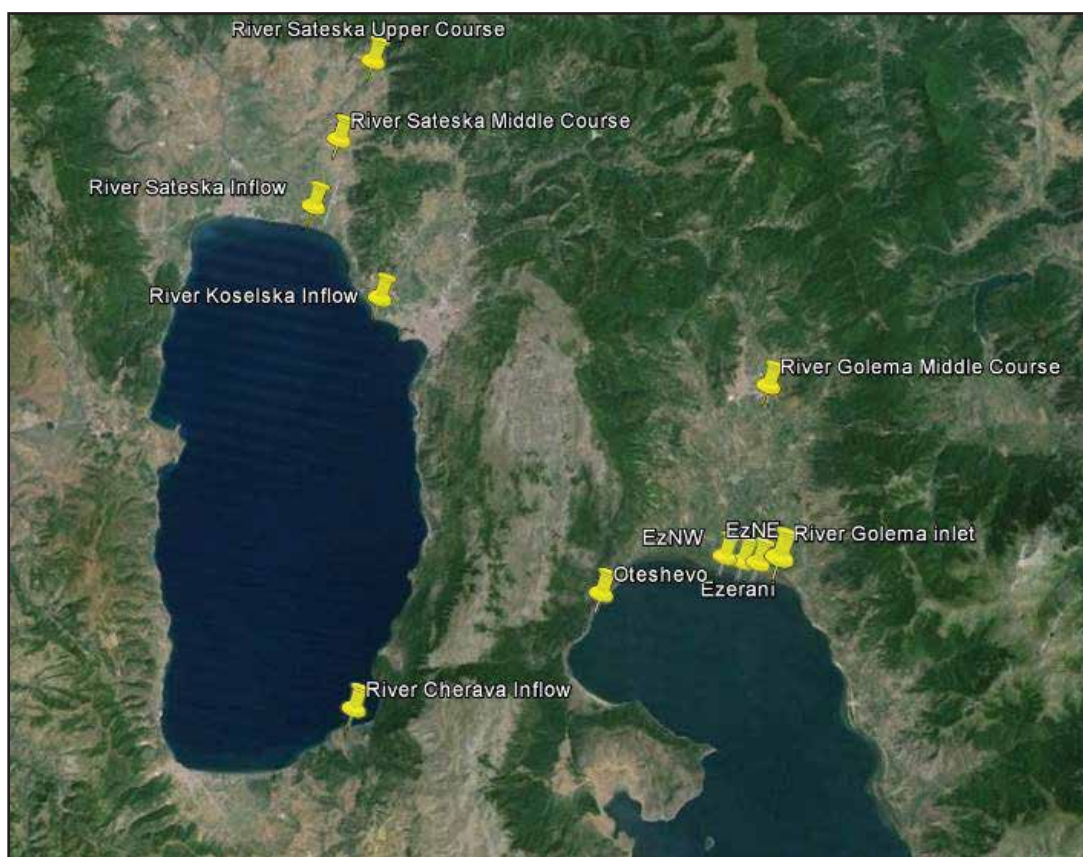 River Sateska Upper Course
River Sateska Middle Course
River Sateska Inflow
River Koselska Inflow
River Golema Middle Course
EzNW
EzNE
River Golema inlet
Oteshevo
Ezerani
River Cherava Inflow